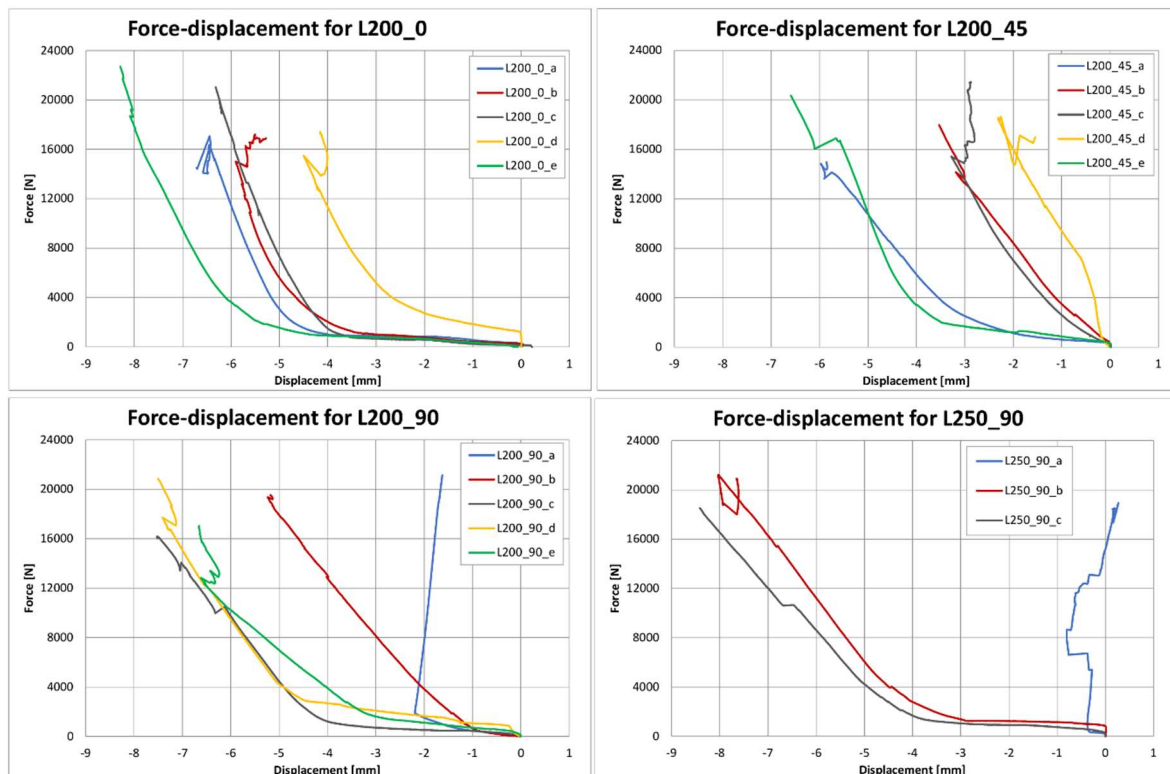 Force-displacement for L200_0
24000
20000
16000
12000
8000
4000
0
Force [N]
-9 -8 -7 -6 -5 -4 -3 -2 -1 0 1
Displacement [mm]
L200_0_a
L200_0_b
L200_0_c
L200_0_d
L200_0_e
Force-displacement for L200_45
24000
20000
16000
12000
8000
4000
0
Force [N]
-9 -8 -7 -6 -5 -4 -3 -2 -1 0 1
Displacement [mm]
L200_45_a
L200_45_b
L200_45_c
L200_45_d
L200_45_e
Force-displacement for L200_90
24000
20000
16000
12000
8000
4000
0
Force [N]
-9 -8 -7 -6 -5 -4 -3 -2 -1 0 1
Displacement [mm]
L200_90_a
L200_90_b
L200_90_c
L200_90_d
L200_90_e
Force-displacement for L250_90
24000
20000
16000
12000
8000
4000
0
Force [N]
-9 -8 -7 -6 -5 -4 -3 -2 -1 0 1
Displacement [mm]
L250_90_a
L250_90_b
L250_90_c